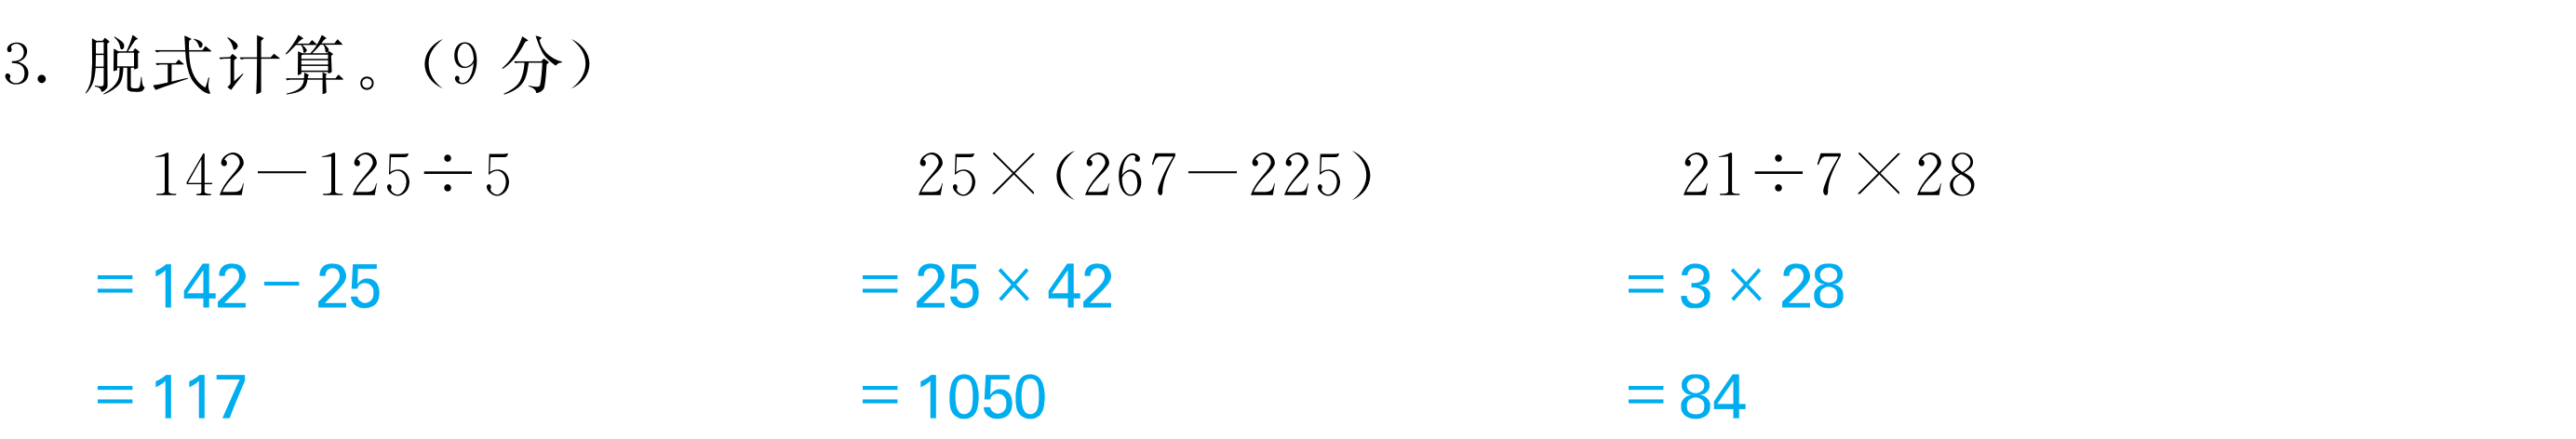 3. 脱式计算。(9 分)
142－125÷5 25×(267－225) 21÷7×28
= 142 - 25 = 25 × 42 = 3 × 28
= 117 = 1050 = 84